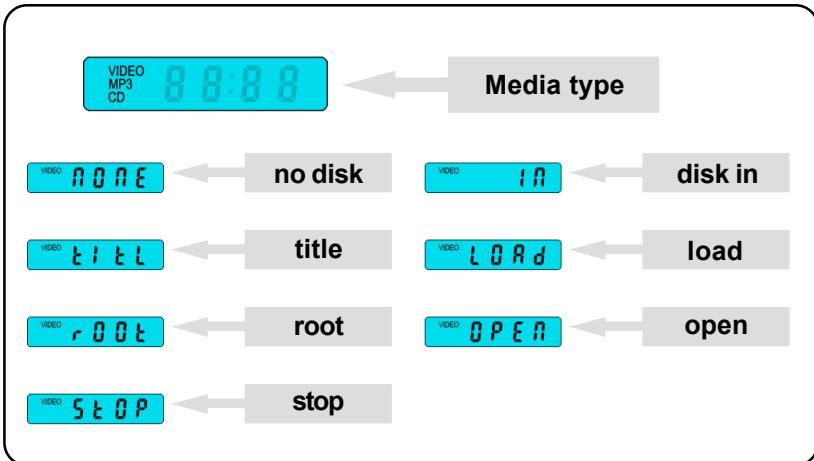 VIDEO
MP3
CD
88:88
Media type
VIDEO NONE
no disk
VIDEO IN
disk in
VIDEO tItL
title
VIDEO LOAd
load
VIDEO rOOt
root
VIDEO OPEN
open
VIDEO StOP
stop